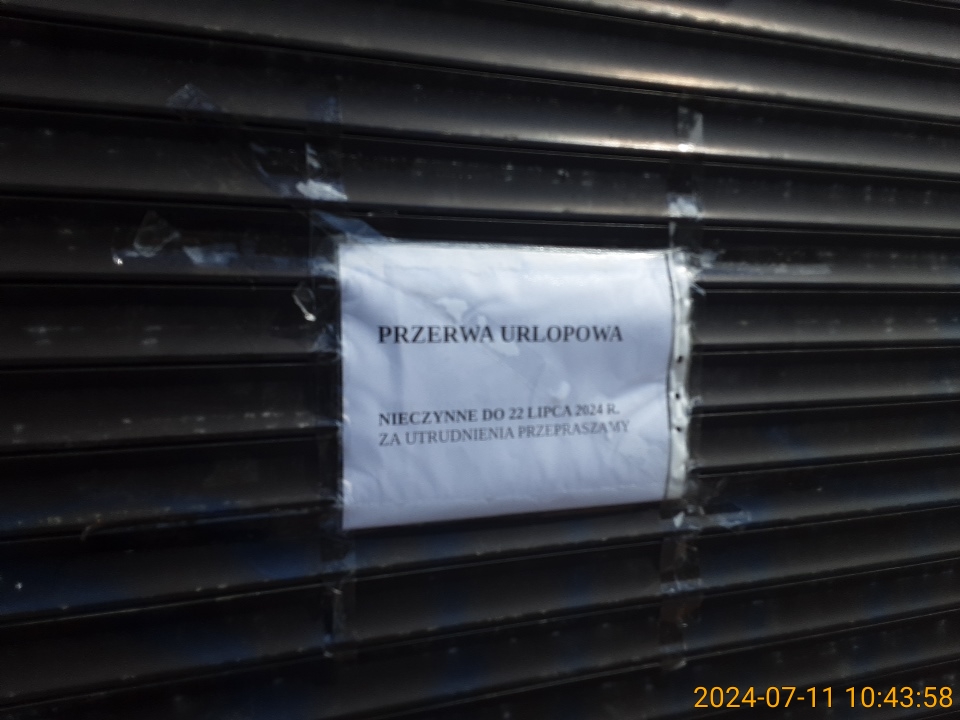 PRZERWA URLOPOWA
NIECZYNNE DO 22 LIPCA 2024 R.
ZA UTRUDNIENIA PRZEPRASZAMY
2024-07-11 10:43:58